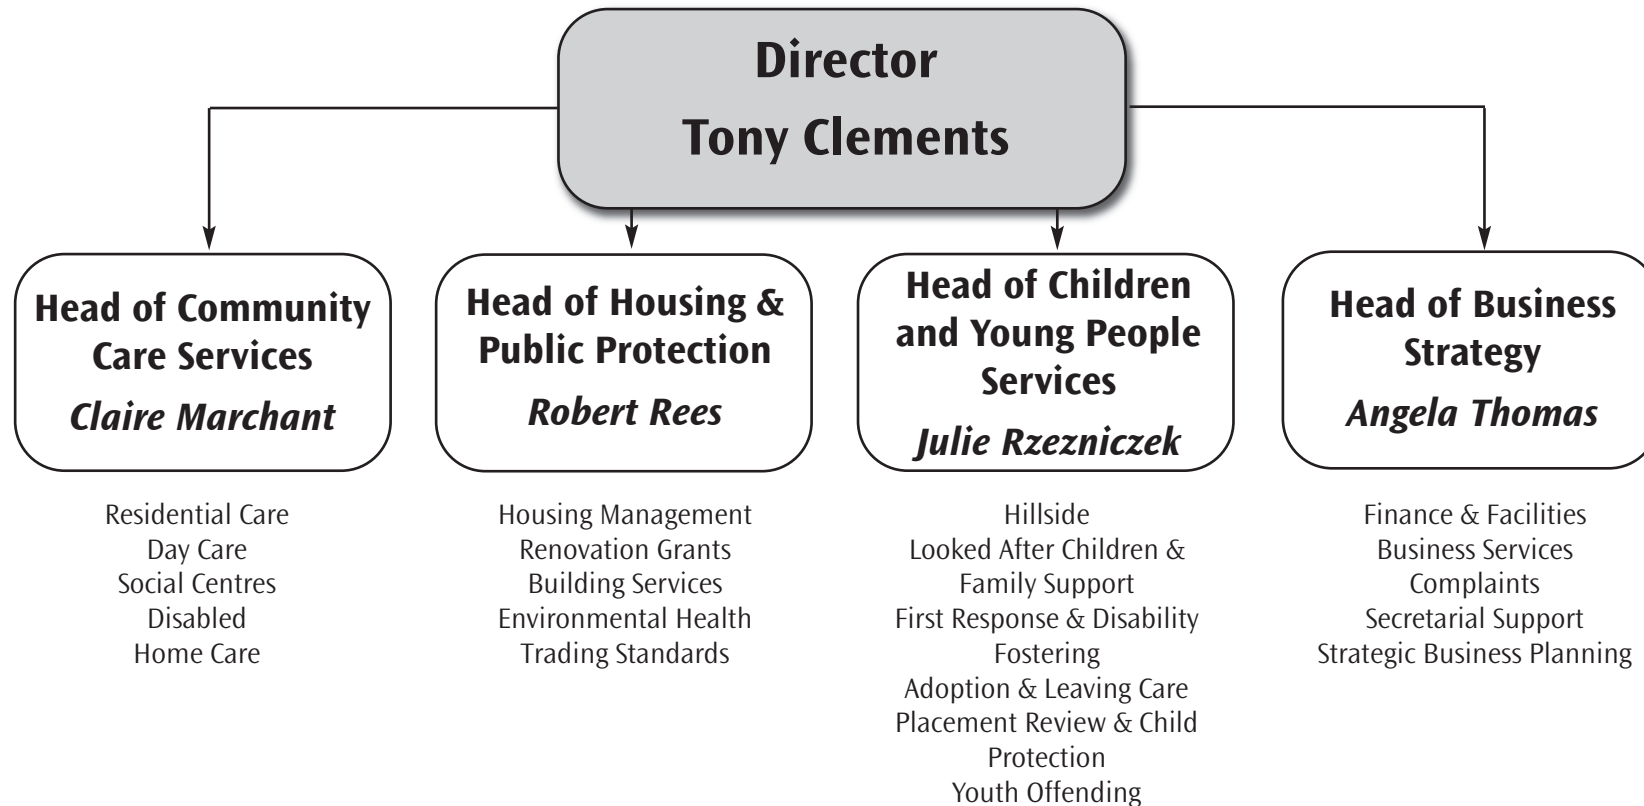 Director
Tony Clements
Head of Community
Care Services
Claire Marchant
Residential Care
Day Care
Social Centres
Disabled
Home Care
Head of Housing &
Public Protection
Robert Rees
Housing Management
Renovation Grants
Building Services
Environmental Health
Trading Standards
Head of Children
and Young People
Services
Julie Rzezniczek
Hillside
Looked After Children &
Family Support
First Response & Disability
Fostering
Adoption & Leaving Care
Placement Review & Child
Protection
Youth Offending
Head of Business
Strategy
Angela Thomas
Finance & Facilities
Business Services
Complaints
Secretarial Support
Strategic Business Planning